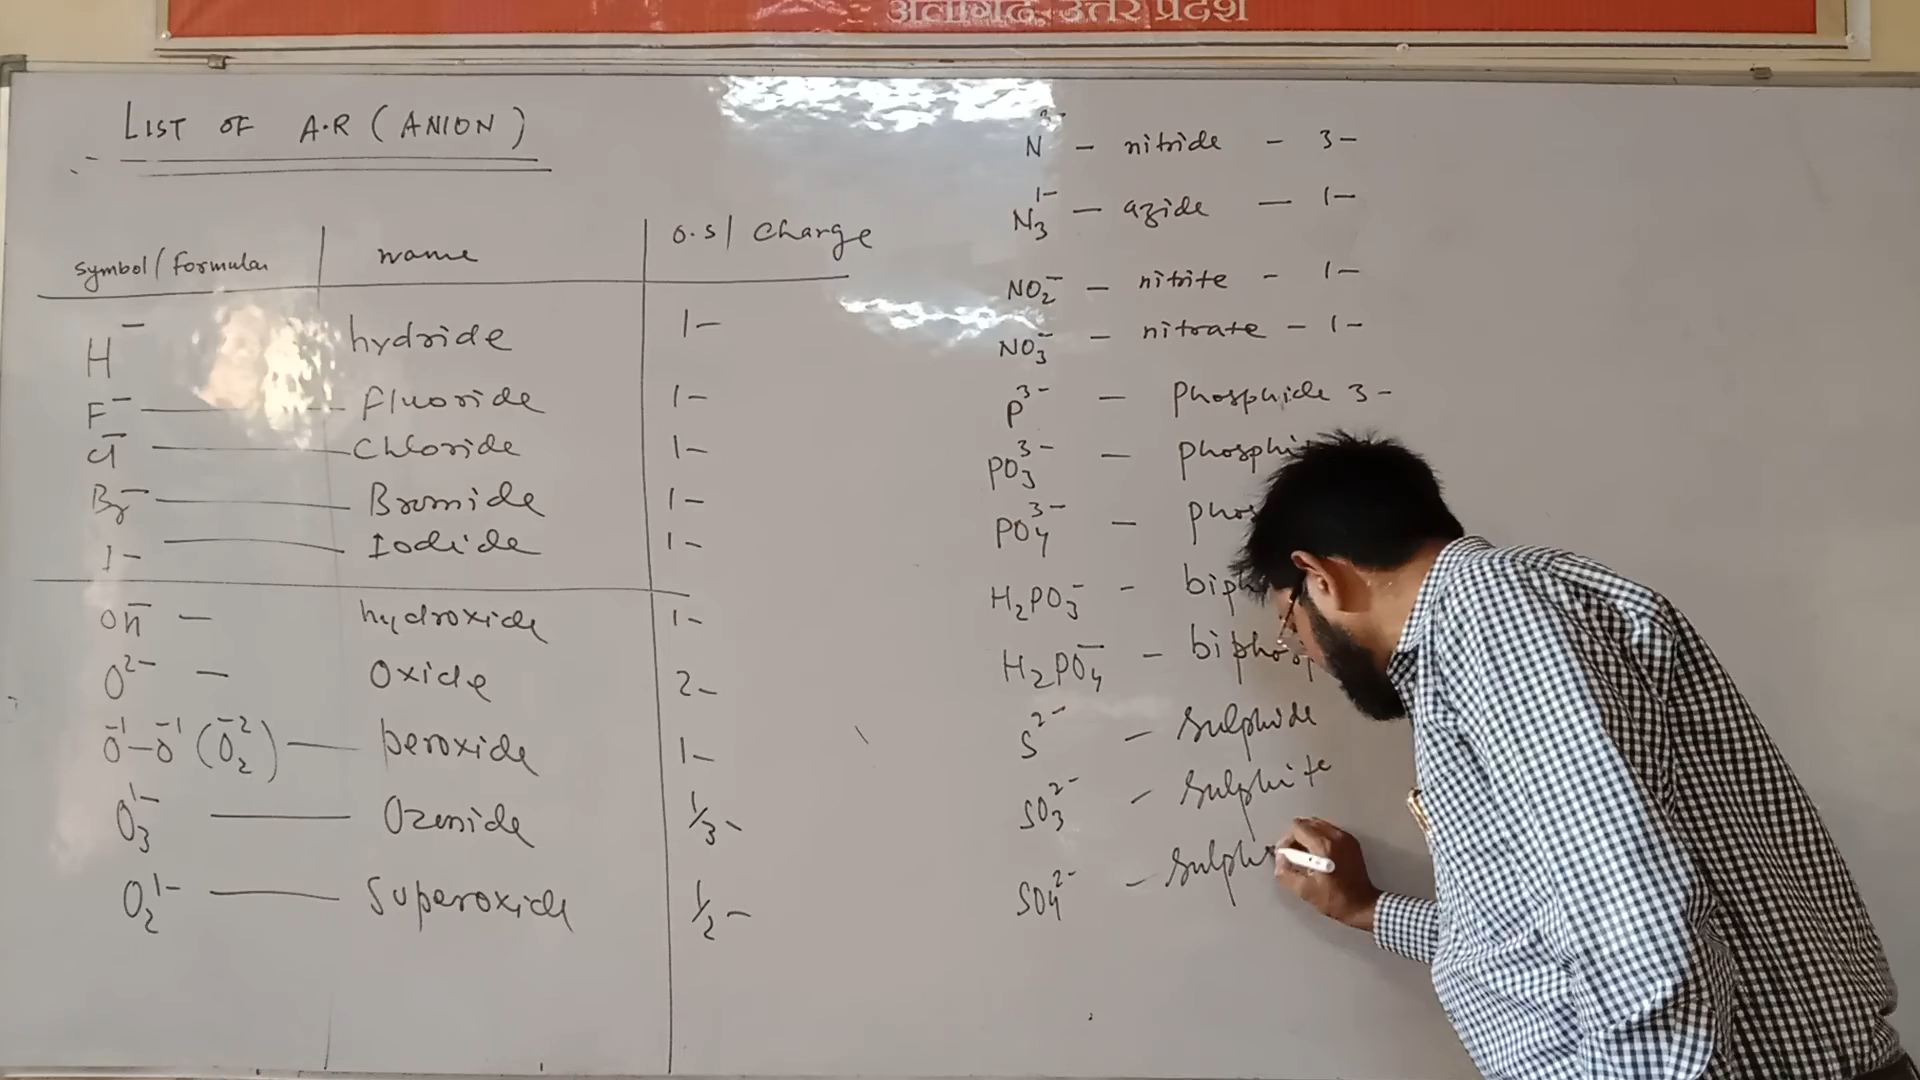 अलीगढ़, उत्तर प्रदेश
LIST OF A.R (ANION)
symbol/Formula name o.s/charge
H⁻ hydride 1-
F⁻ — Fluoride 1-
Cl⁻ — chloride 1-
Br⁻ — Bromide 1-
I- — Iodide 1-
OH⁻ — hydroxide 1-
O²⁻ — Oxide 2-
O⁻¹-O⁻¹ (O₂⁻²) — peroxide 1-
O₃¹⁻ — Ozonide 1/3-
O₂¹⁻ — Superoxide 1/2-
N³⁻ - nitride - 3-
N₃¹⁻ - azide - 1-
NO₂⁻ - nitrite - 1-
NO₃⁻ - nitrate - 1-
P³⁻ - Phosphide 3-
PO₃³⁻ -
PO₄³⁻ -
H₂PO₃⁻ -
H₂PO₄⁻ -
S²⁻ - sulphide
SO₃²⁻ - sulphite
SO₄²⁻ -